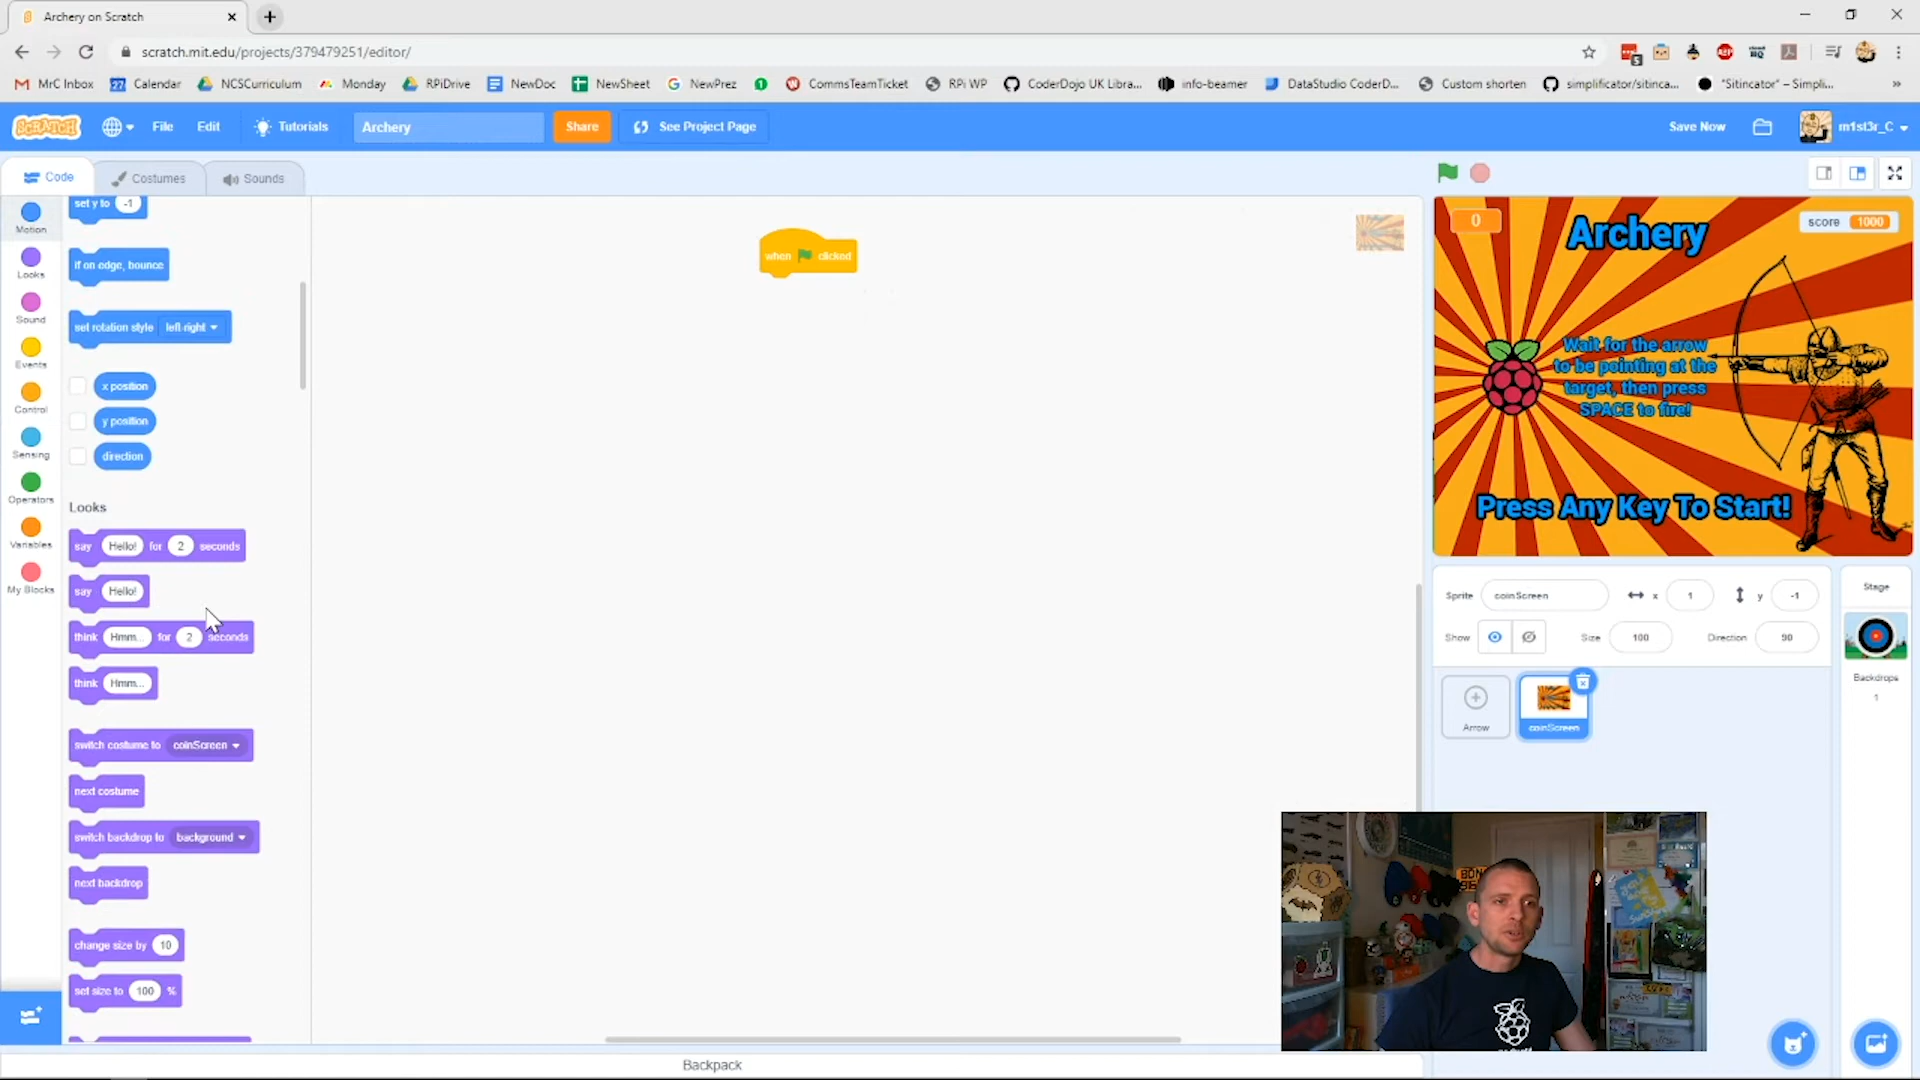 Archery on Scratch
scratch.mit.edu/projects/379479251/editor/
MrC Inbox
Calendar
NCSCurriculum
Monday
RPiDrive
NewDoc
NewSheet
NewPrez
CommsTeamTicket
RPi WP
CoderDojo UK Libra...
info-beamer
DataStudio CoderD...
Custom shorten
simplificator/sitinca...
"Sitincator" – Simpli...
SCRATCH
File
Edit
Tutorials
Archery
Share
See Project Page
Save Now
m1st3r_C
Code
Costumes
Sounds
Motion
Looks
Sound
Events
Control
Sensing
Operators
Variables
My Blocks
set y to -1
if on edge, bounce
set rotation style left-right
x position
y position
direction
Looks
say Hello! for 2 seconds
say Hello!
think Hmm... for 2 seconds
think Hmm...
switch costume to coinScreen
next costume
switch backdrop to background
next backdrop
change size by 10
set size to 100 %
when clicked
0
Archery
score 1000
Wait for the arrow
to be pointing at the
target, then press
SPACE to fire!
Press Any Key To Start!
Sprite coinScreen x 1 y -1
Show Size 100 Direction 90
Arrow
coinScreen
Stage
Backdrops
1
Backpack